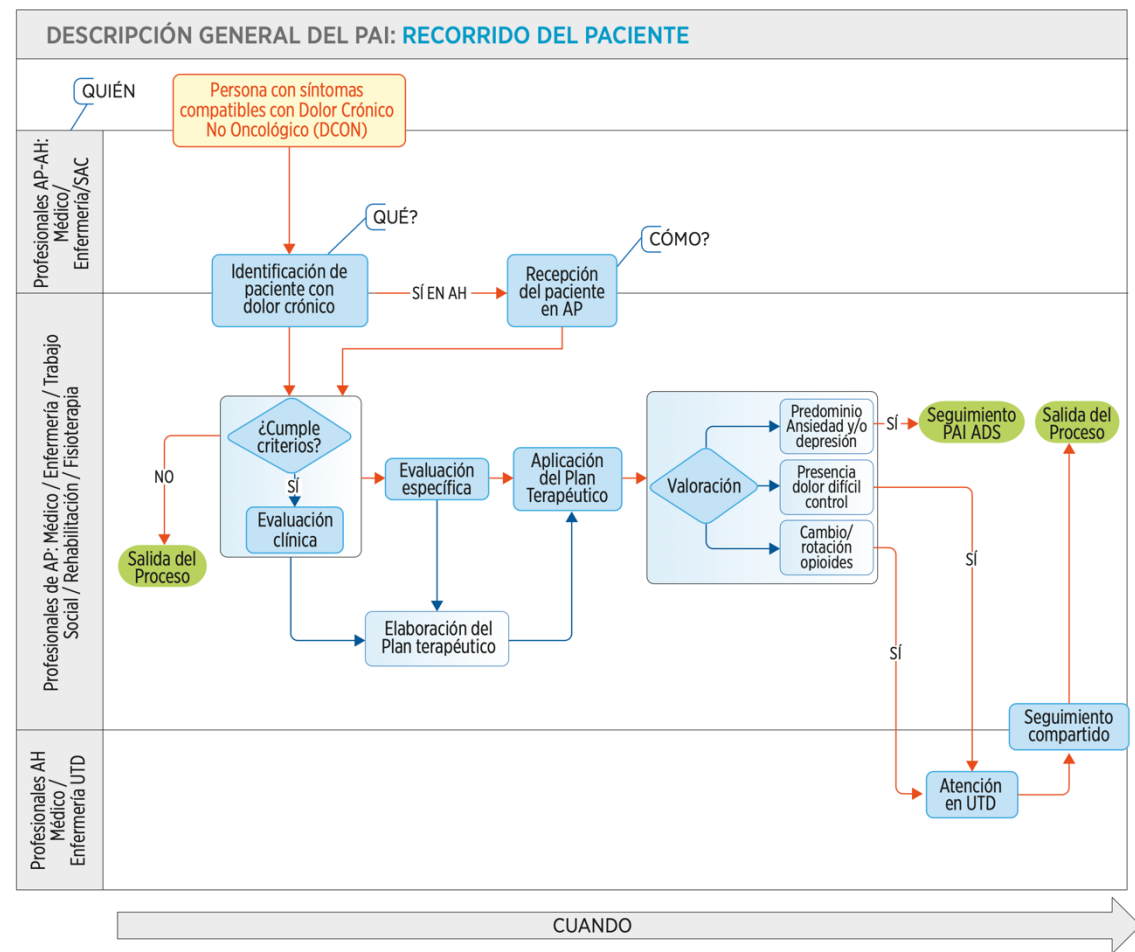 DESCRIPCIÓN GENERAL DEL PAI: RECORRIDO DEL PACIENTE
QUIÉN
Persona con síntomas
compatibles con Dolor Crónico
No Oncológico (DCON)
Profesionales AP-AH:
Médico/
Enfermería/SAC
QUÉ?
CÓMO?
Identificación de
paciente con
dolor crónico
SÍ EN AH
Recepción
del paciente
en AP
Profesionales de AP: Médico / Enfermería / Trabajo
Social / Rehabilitación / Fisioterapia
¿Cumple
criterios?
NO
SÍ
Evaluación
clínica
Salida del
Proceso
Evaluación
específica
Elaboración del
Plan terapéutico
Aplicación
del Plan
Terapéutico
Valoración
Predominio
Ansiedad y/o
depresión
SÍ
Seguimiento
PAI ADS
Presencia
dolor difícil
control
SÍ
Cambio/
rotación
opioides
SÍ
Salida del
Proceso
Seguimiento
compartido
Profesionales AH
Médico /
Enfermería UTD
Atención
en UTD
CUANDO